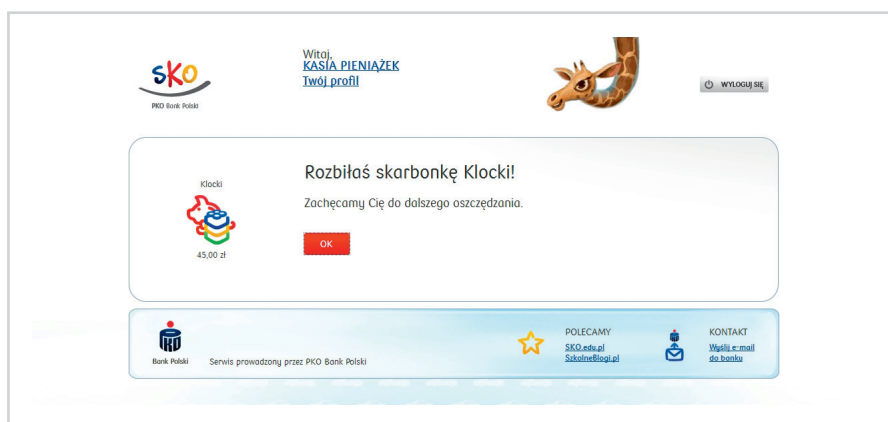 SKO
PKO Bank Polski
Witaj,
KASIA PIENIĄŻEK
Twój profil
WYLOGUJ SIĘ
Klocki
45,00 zł
Rozbiłaś skarbonkę Klocki!
Zachęcamy Cię do dalszego oszczędzania.
OK
Bank Polski
Serwis prowadzony przez PKO Bank Polski
POLECAMY
SKO.edu.pl
SzkolneBlogi.pl
KONTAKT
Wyślij e-mail
do banku